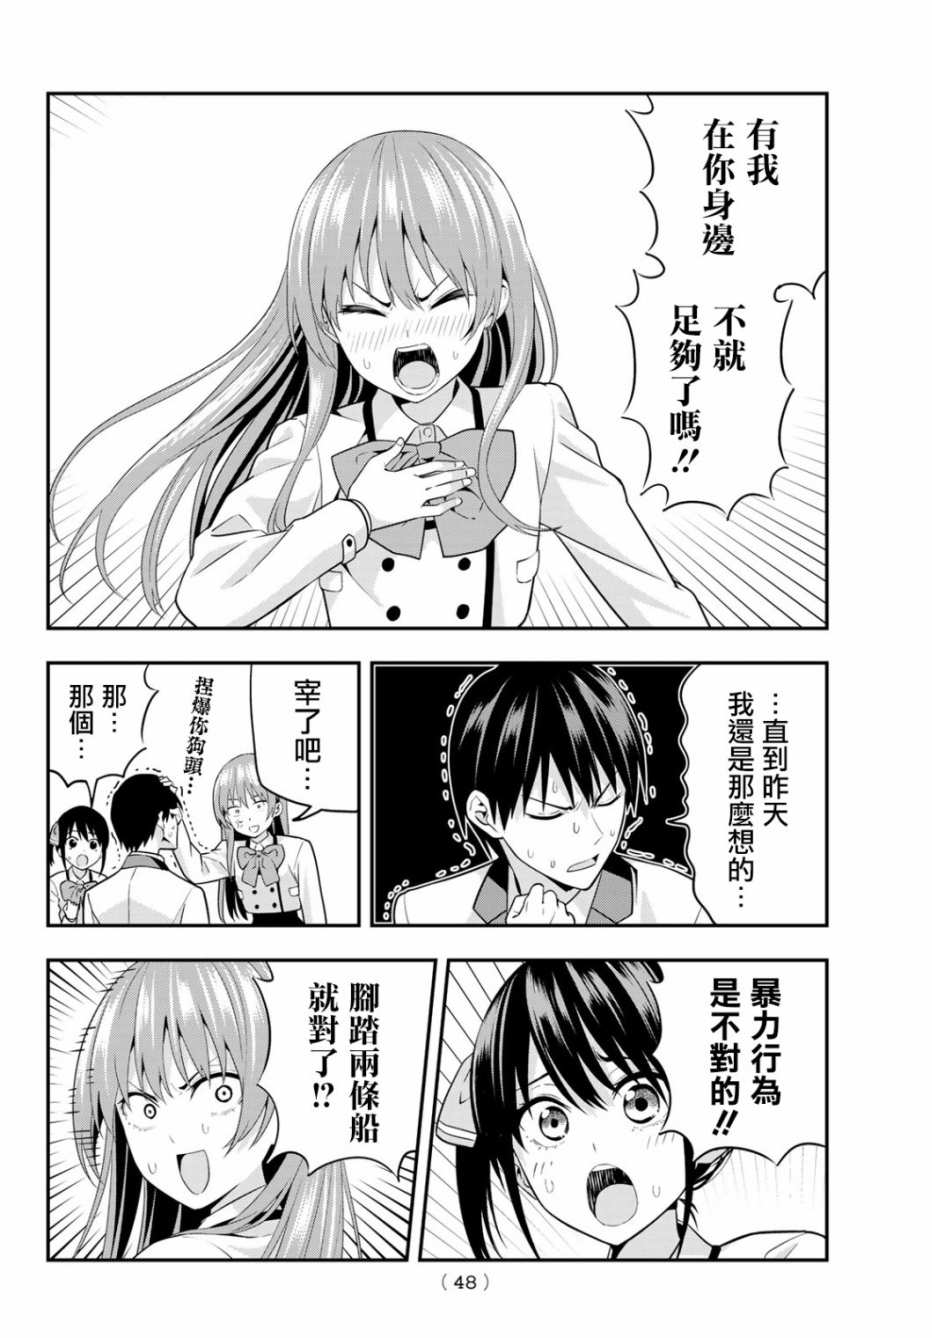 有我
在你身邊
不就
足夠了嗎!!
…直到昨天
我還是那麼想的…
宰了吧…
捏爆你狗頭…
那…
那個…
暴力行為
是不對的!!
腳踏兩條船
就對了!?
（48）